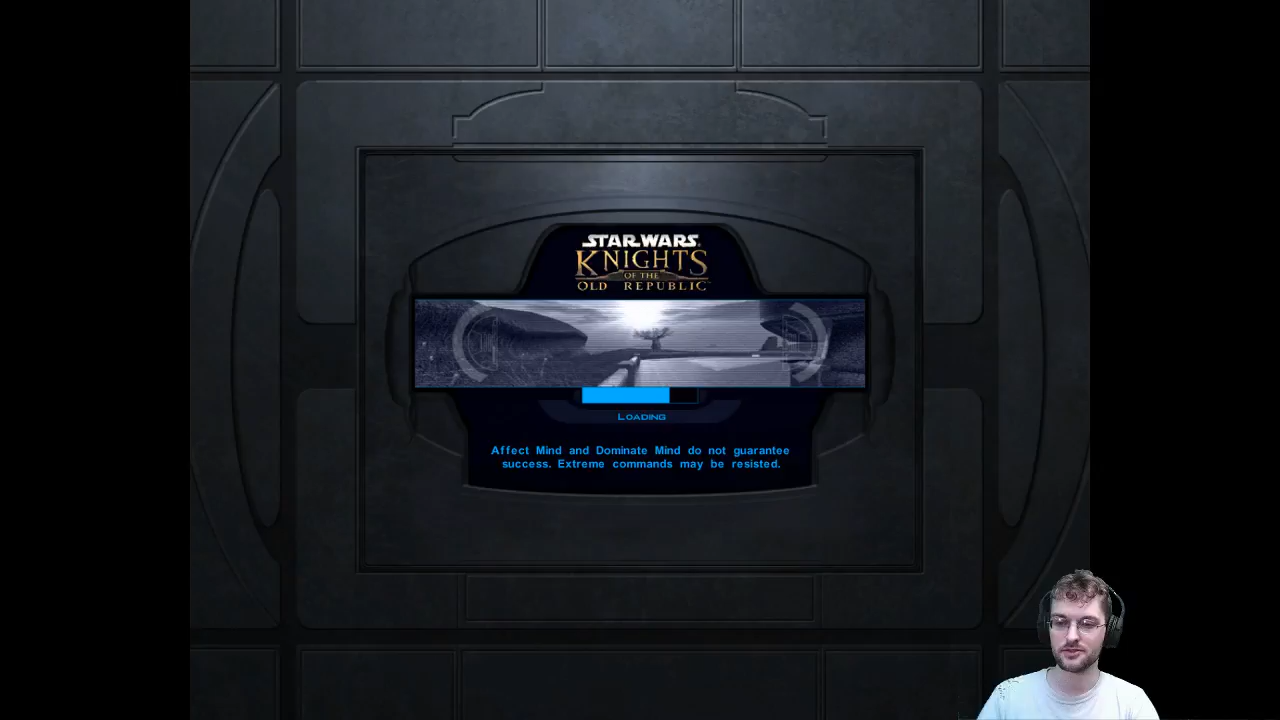 STAR WARS
KNIGHTS
OF THE
OLD REPUBLIC
LOADING
Affect Mind and Dominate Mind do not guarantee
success. Extreme commands may be resisted.